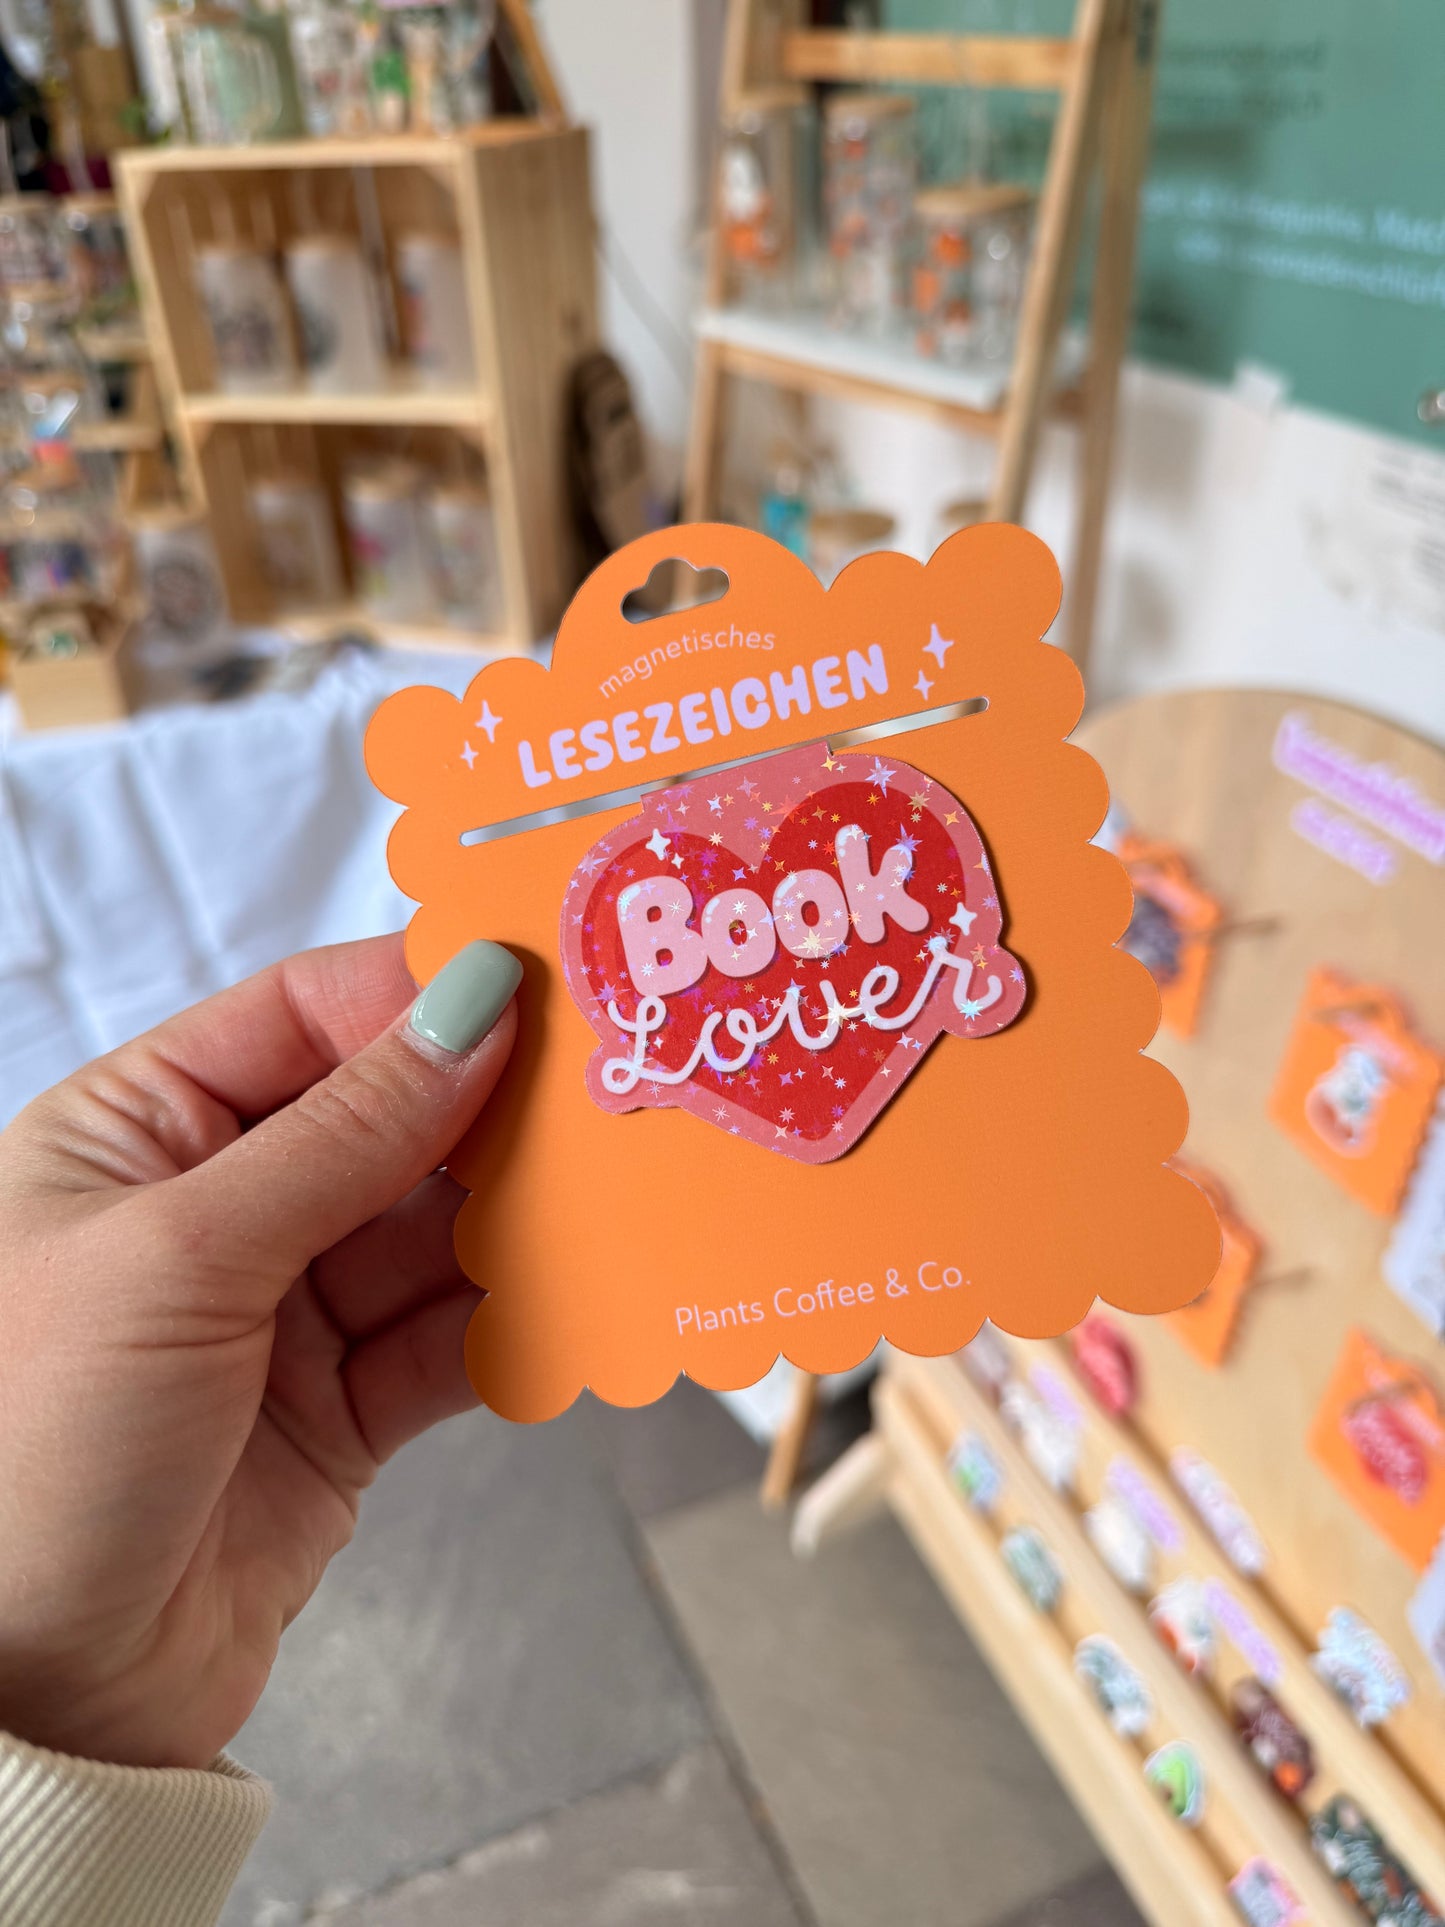 magnetisches
LESEZEICHEN
Book
Lover
Plants Coffee & Co.